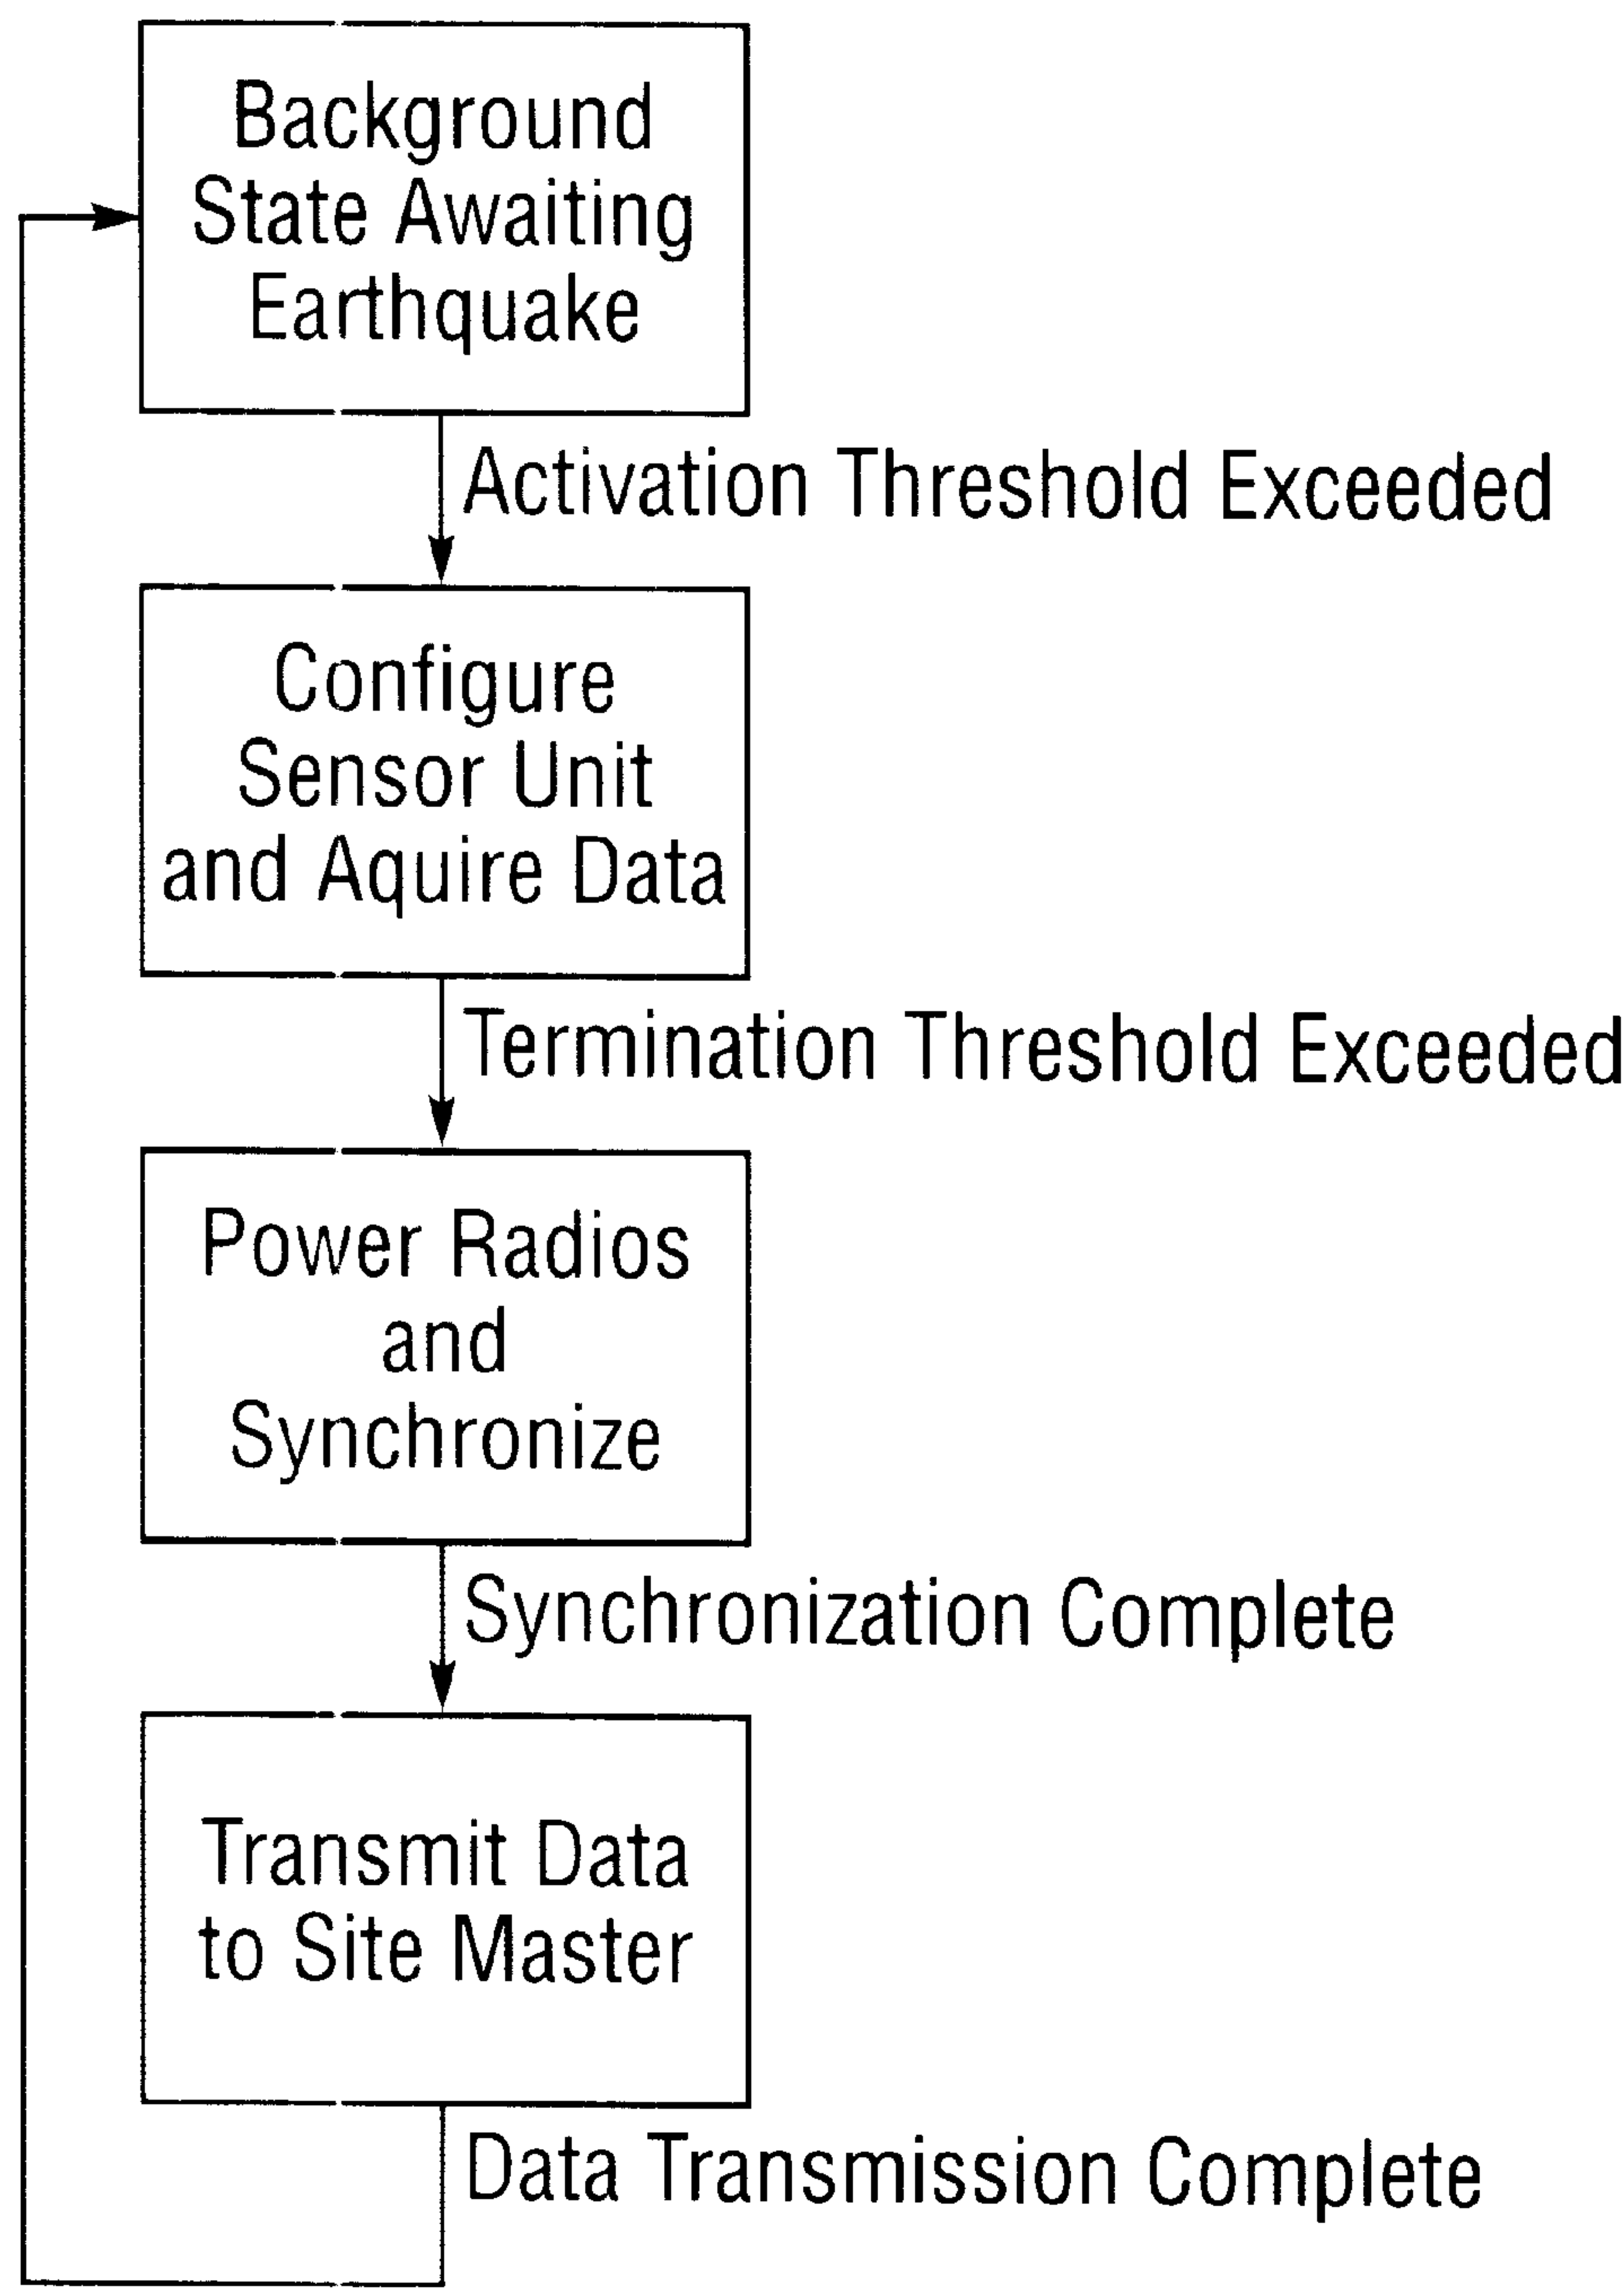 Background
State Awaiting
Earthquake
Activation Threshold Exceeded
Configure
Sensor Unit
and Aquire Data
Termination Threshold Exceeded
Power Radios
and
Synchronize
Synchronization Complete
Transmit Data
to Site Master
Data Transmission Complete